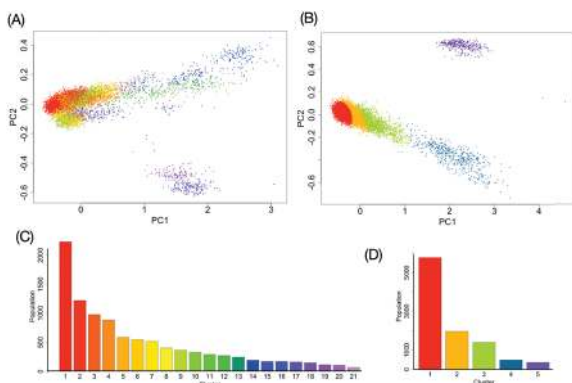 (A)
PC2
0.4
0.2
0.0
-0.2
-0.4
-0.6
0 1 2 3
PC1
(B)
PC2
0.6
0.4
0.2
0.0
-0.2
-0.4
-0.6
0 1 2 3 4
PC1
(C)
Population
2000
1500
1000
500
0
1 2 3 4 5 6 7 8 9 10 11 12 13 14 15 16 17 18 19 20 21
Cluster
(D)
Population
5000
3000
1000
0
1 2 3 4 5
Cluster